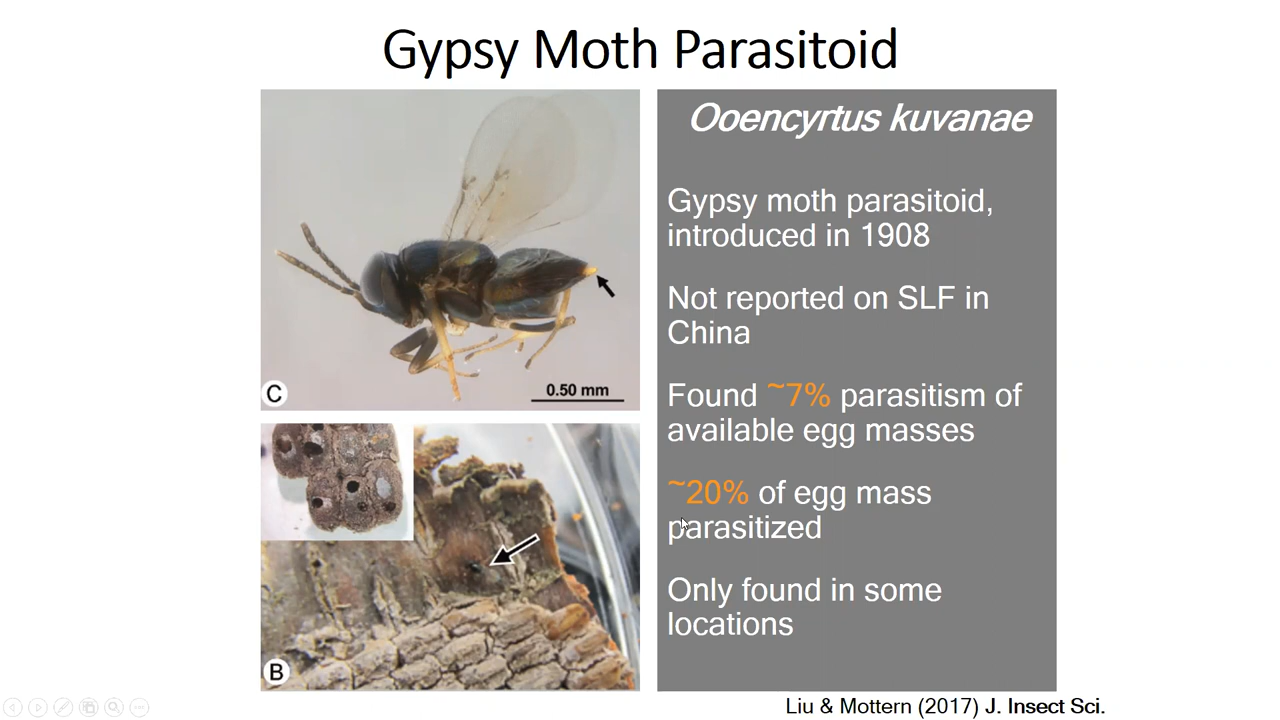 Gypsy Moth Parasitoid
C
0.50 mm
B
Ooencyrtus kuvanae
Gypsy moth parasitoid,
introduced in 1908
Not reported on SLF in
China
Found ~7% parasitism of
available egg masses
~20% of egg mass
parasitized
Only found in some
locations
Liu & Mottern (2017) J. Insect Sci.